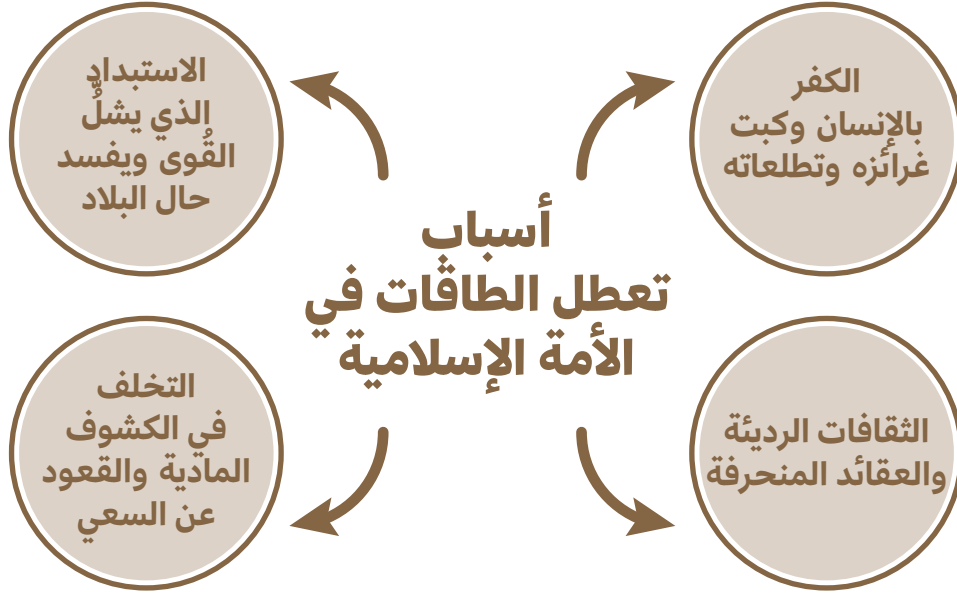 أسباب
تعطل الطاقات في
الأمة الإسلامية
الكفر
بالإنسان وكبت
غرائزه وتطلعاته
الاستبداد
الذي يشلُّ
القُوى ويفسد
حال البلاد
الثقافات الرديئة
والعقائد المنحرفة
التخلف
في الكشوف
المادية والقعود
عن السعي